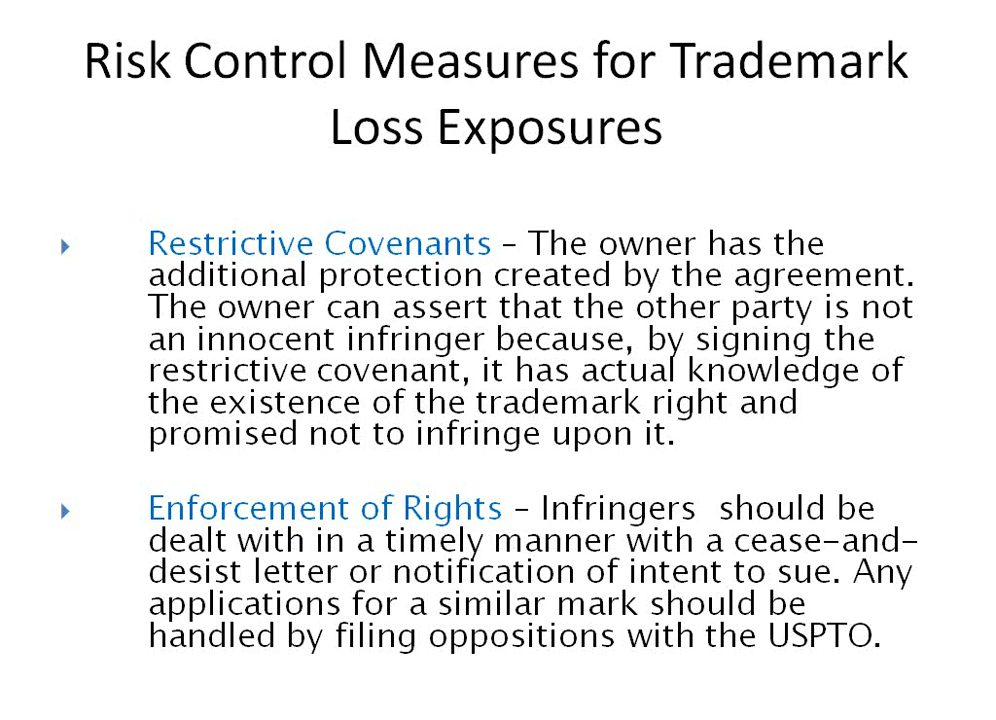 Risk Control Measures for Trademark
Loss Exposures
Restrictive Covenants – The owner has the
additional protection created by the agreement.
The owner can assert that the other party is not
an innocent infringer because, by signing the
restrictive covenant, it has actual knowledge of
the existence of the trademark right and
promised not to infringe upon it.
Enforcement of Rights – Infringers  should be
dealt with in a timely manner with a cease-and-
desist letter or notification of intent to sue. Any
applications for a similar mark should be
handled by filing oppositions with the USPTO.